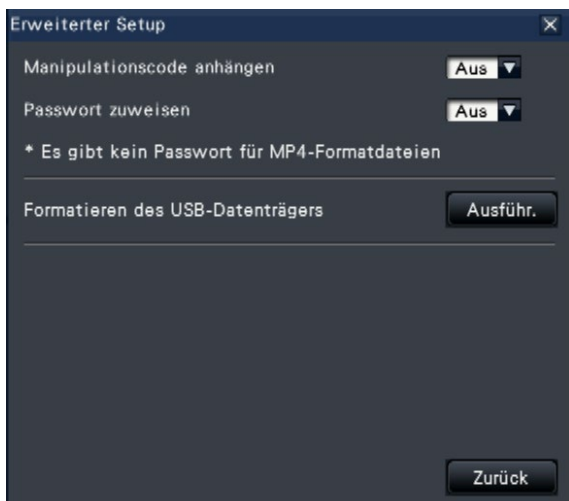 Erweiterter Setup
Manipulationscode anhängen Aus
Passwort zuweisen Aus
* Es gibt kein Passwort für MP4-Formatdateien
Formatieren des USB-Datenträgers Ausführ.
Zurück